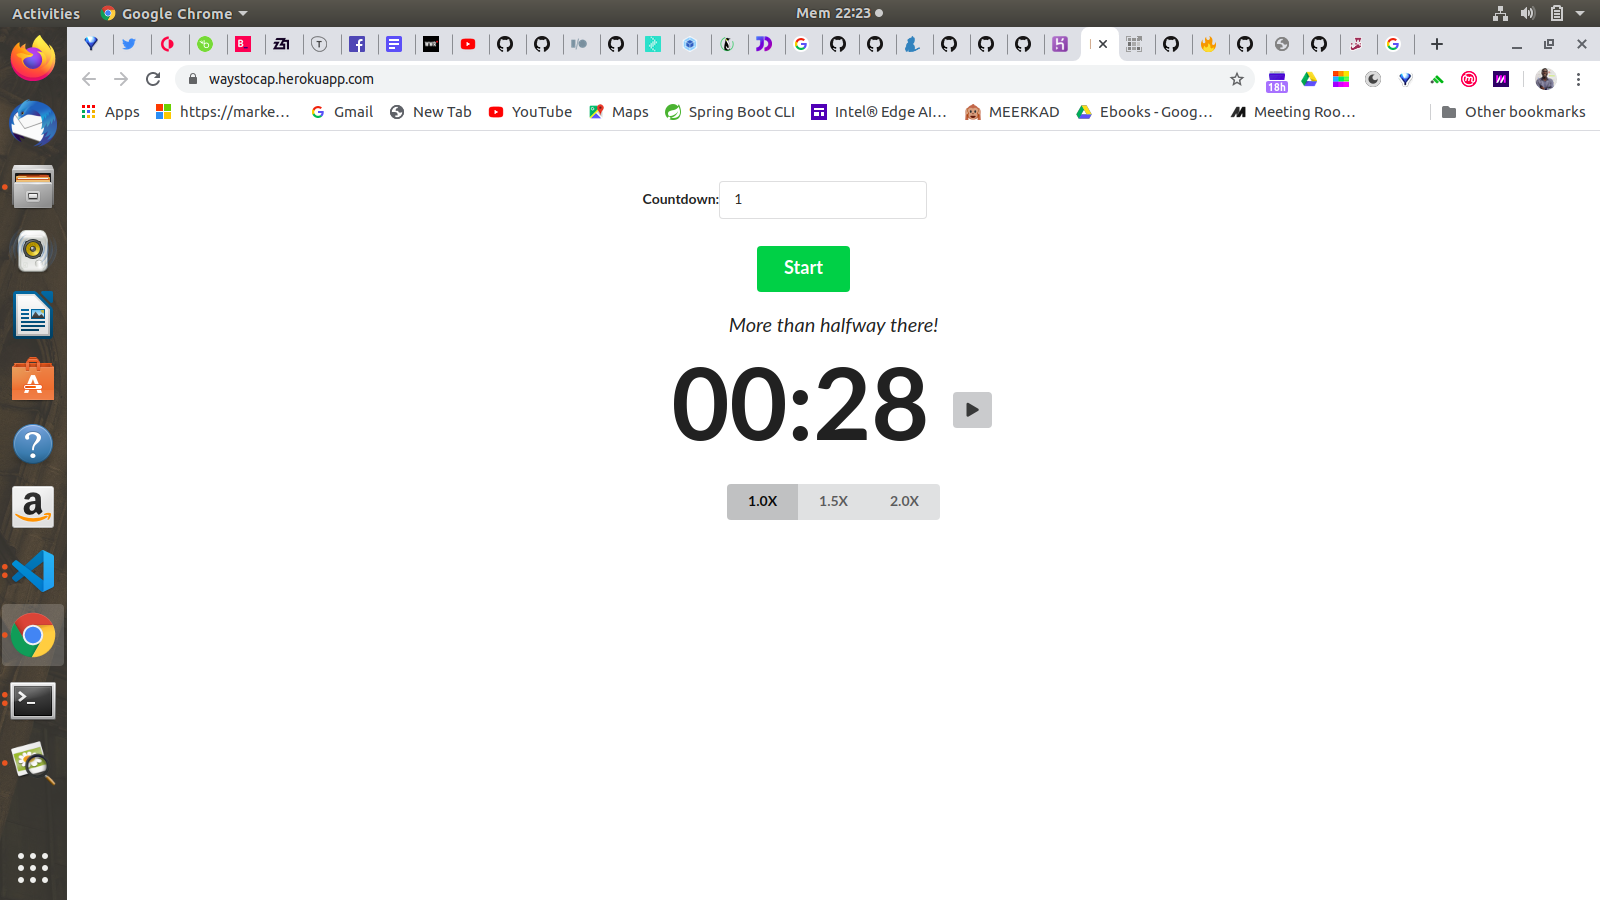 Activities Google Chrome Mem 22:23
waystocap.herokuapp.com 18h
Apps https://marke... Gmail New Tab YouTube Maps Spring Boot CLI Intel® Edge AI... MEERKAD Ebooks - Goog... Meeting Roo... Other bookmarks
Countdown: 1
Start
More than halfway there!
00:28
1.0X 1.5X 2.0X